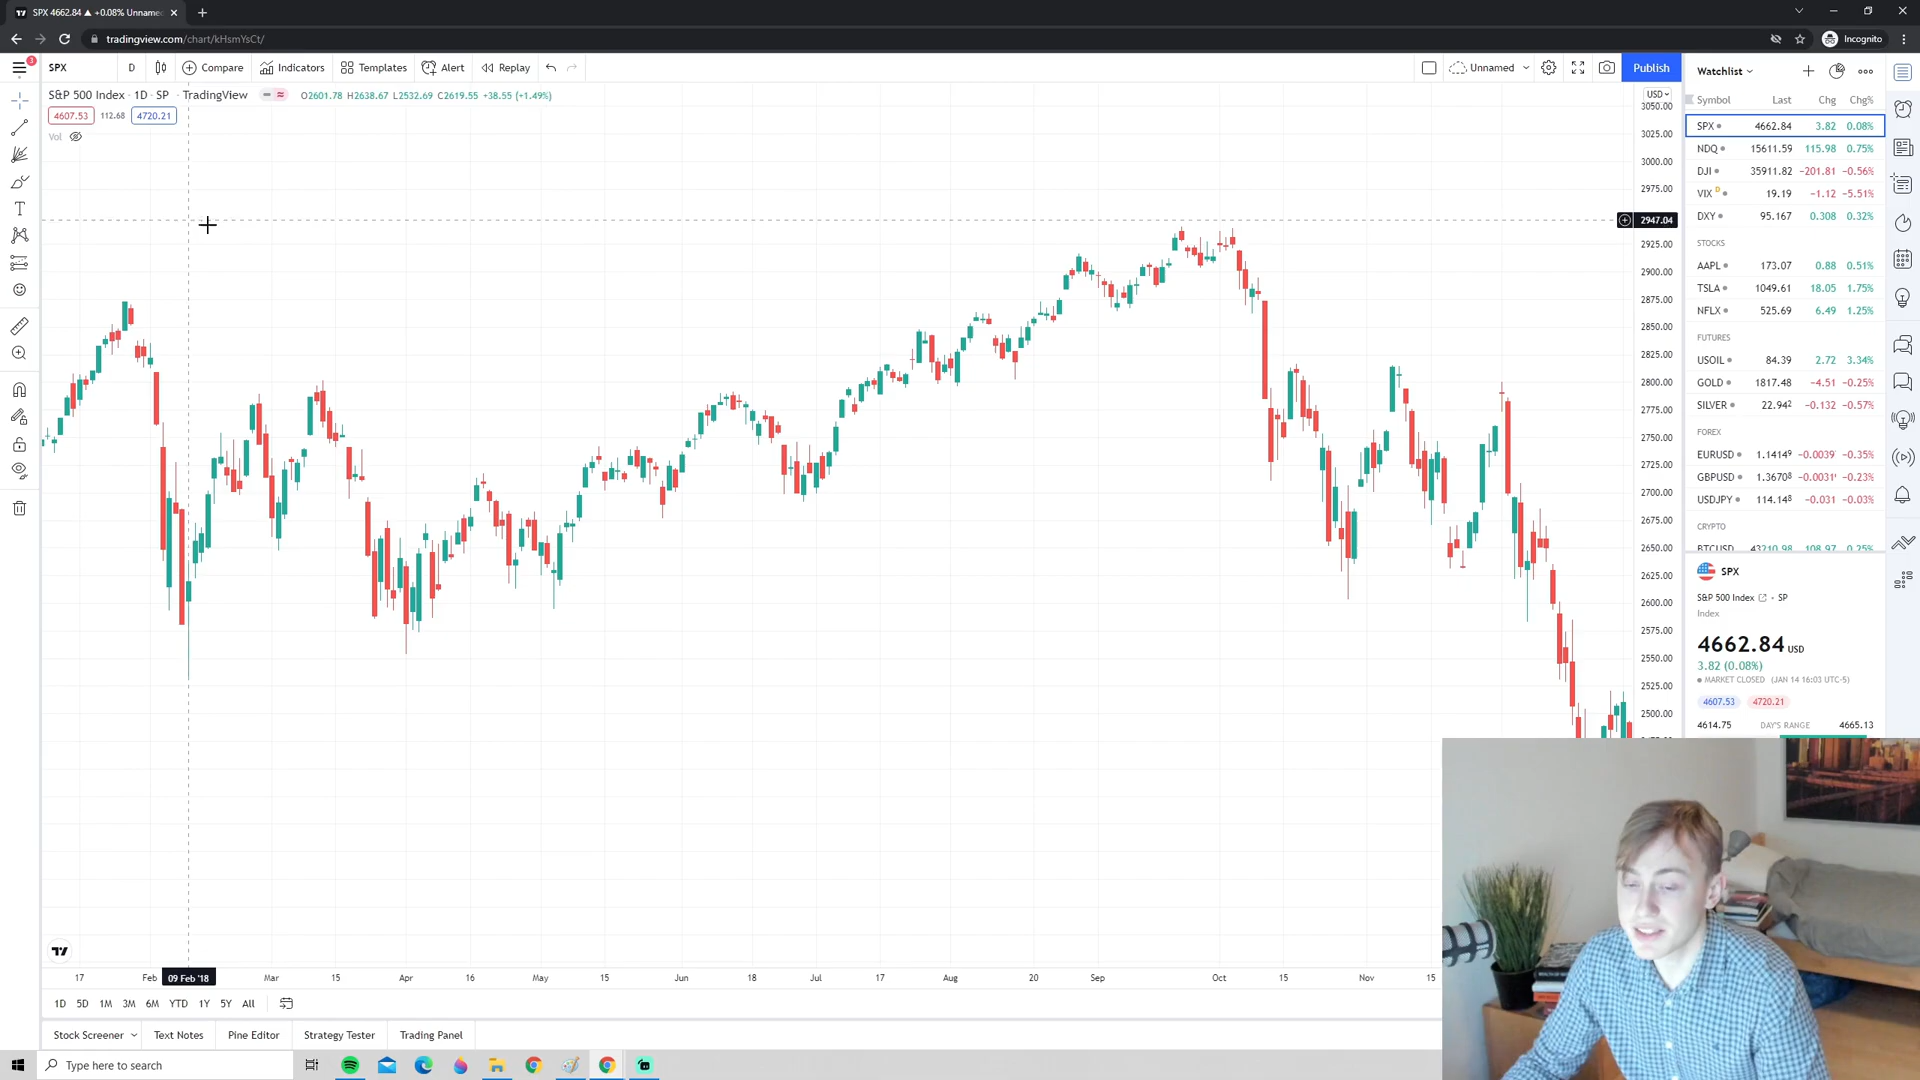 SPX 4662.84 ▲ +0.08% Unname
tradingview.com/chart/kHsmYsCt/
Incognito
3
SPX D Compare Indicators Templates Alert Replay Unnamed Publish
S&P 500 Index · 1D · SP · TradingView O2601.78 H2638.67 L2532.69 C2619.55 +38.55 (+1.49%)
4607.53 112.68 4720.21
Vol
USD
3050.00
3025.00
3000.00
2975.00
2947.04
2925.00
2900.00
2875.00
2850.00
2825.00
2800.00
2775.00
2750.00
2725.00
2700.00
2675.00
2650.00
2625.00
2600.00
2575.00
2550.00
2525.00
2500.00
17 Feb 09 Feb '18 Mar 15 Apr 16 May 15 Jun 18 Jul 17 Aug 20 Sep Oct 15 Nov 15
1D 5D 1M 3M 6M YTD 1Y 5Y All
Stock Screener Text Notes Pine Editor Strategy Tester Trading Panel
Type here to search
Watchlist
Symbol Last Chg Chg%
SPX 4662.84 3.82 0.08%
NDQ 15611.59 115.98 0.75%
DJI 35911.82 −201.81 −0.56%
VIX D 19.19 −1.12 −5.51%
DXY 95.167 0.308 0.32%
STOCKS
AAPL 173.07 0.88 0.51%
TSLA 1049.61 18.05 1.75%
NFLX 525.69 6.49 1.25%
FUTURES
USOIL 84.39 2.72 3.34%
GOLD 1817.48 −4.51 −0.25%
SILVER 22.942 −0.132 −0.57%
FOREX
EURUSD 1.14149 −0.0039 −0.35%
GBPUSD 1.36708 −0.0031 −0.23%
USDJPY 114.148 −0.031 −0.03%
CRYPTO
BTCUSD 43210.98 108.97 0.25%
SPX
S&P 500 Index · SP
Index
4662.84 USD
3.82 (0.08%)
MARKET CLOSED (JAN 14 16:03 UTC-5)
4607.53 4720.21
4614.75 DAY'S RANGE 4665.13